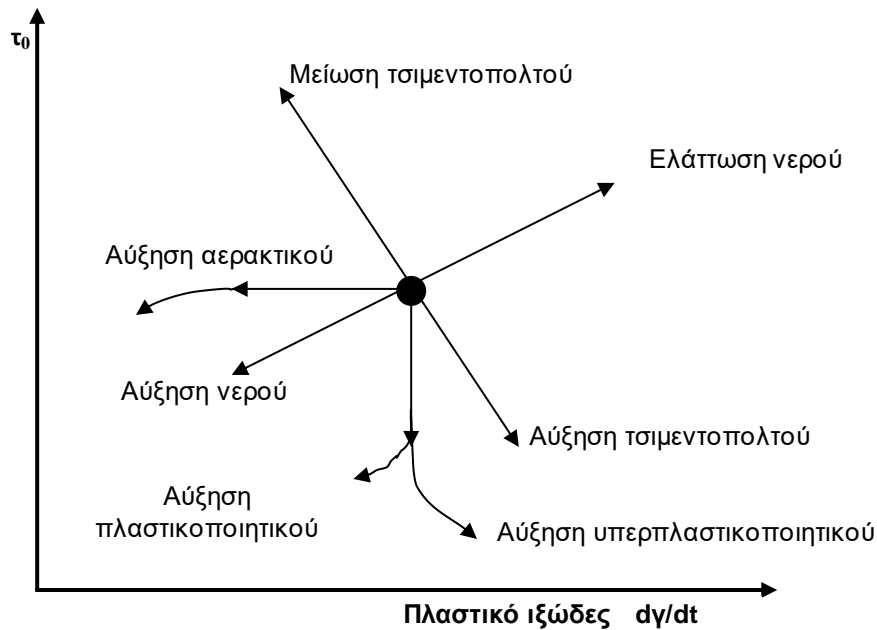 τ0
Μείωση τσιμεντοπολτού
Ελάττωση νερού
Αύξηση αερακτικού
Αύξηση νερού
Αύξηση τσιμεντοπολτού
Αύξηση
πλαστικοποιητικού
Αύξηση υπερπλαστικοποιητικού
Πλαστικό ιξώδες dγ/dt